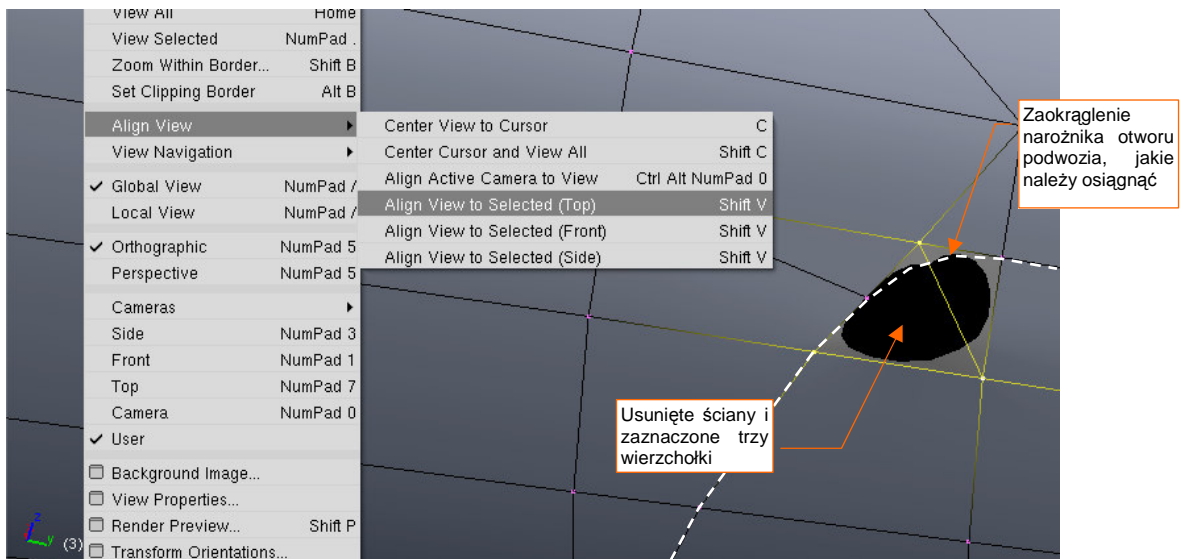 View All Home
View Selected NumPad .
Zoom Within Border... Shift B
Set Clipping Border Alt B
Align View
View Navigation
Global View NumPad /
Local View NumPad /
Orthographic NumPad 5
Perspective NumPad 5
Cameras
Side NumPad 3
Front NumPad 1
Top NumPad 7
Camera NumPad 0
User
Background Image...
View Properties...
Render Preview... Shift P
Transform Orientations...
Center View to Cursor C
Center Cursor and View All Shift C
Align Active Camera to View Ctrl Alt NumPad 0
Align View to Selected (Top) Shift V
Align View to Selected (Front) Shift V
Align View to Selected (Side) Shift V
Zaokrąglenie
narożnika otworu
podwozia, jakie
należy osiągnąć
Usunięte ściany i
zaznaczone trzy
wierzchołki
z
y
(3)